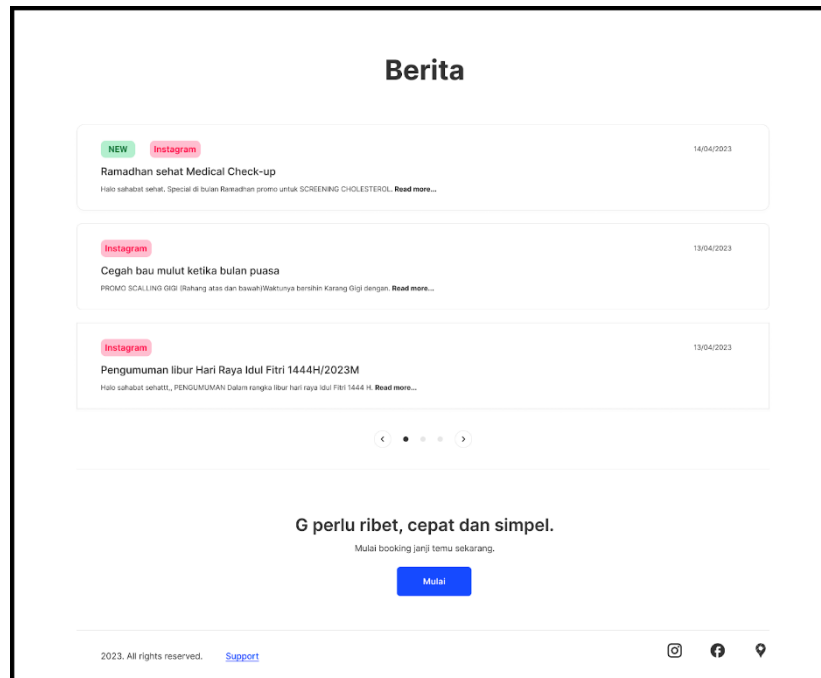 Berita
NEW Instagram 14/04/2023
Ramadhan sehat Medical Check-up
Halo sahabat sehat. Special di bulan Ramadhan promo untuk SCREENING CHOLESTEROL. Read more...
Instagram 13/04/2023
Cegah bau mulut ketika bulan puasa
PROMO SCALLING GIGI (Rahang atas dan bawah)Waktunya bersihin Karang Gigi dengan. Read more...
Instagram 13/04/2023
Pengumuman libur Hari Raya Idul Fitri 1444H/2023M
Halo sahabat sehattt., PENGUMUMAN Dalam rangka libur hari raya Idul Fitri 1444 H. Read more...
G perlu ribet, cepat dan simpel.
Mulai booking janji temu sekarang.
Mulai
2023. All rights reserved. Support